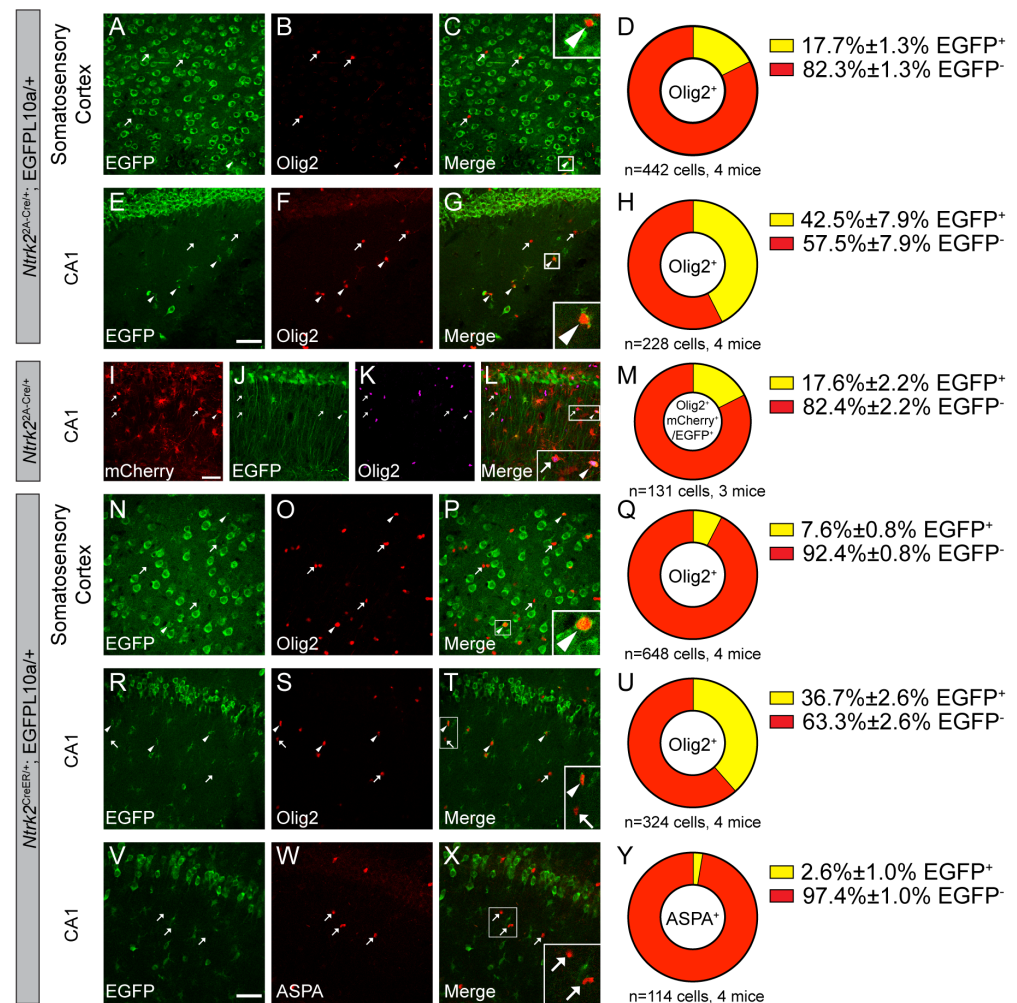 Ntrk2²ᴬ⁻ᶜʳᵉ/⁺; EGFPL10a/+
Somatosensory
Cortex
A
EGFP
B
Olig2
C
Merge
D
Olig2⁺
17.7%±1.3% EGFP⁺
82.3%±1.3% EGFP⁻
n=442 cells, 4 mice
CA1
E
EGFP
F
Olig2
G
Merge
H
Olig2⁺
42.5%±7.9% EGFP⁺
57.5%±7.9% EGFP⁻
n=228 cells, 4 mice
Ntrk2²ᴬ⁻ᶜʳᵉ/⁺
CA1
I
mCherry
J
EGFP
K
Olig2
L
Merge
M
Olig2⁺
mCherry⁺
/EGFP⁺
17.6%±2.2% EGFP⁺
82.4%±2.2% EGFP⁻
n=131 cells, 3 mice
Ntrk2ᶜʳᵉᴱᴿ/⁺; EGFPL10a/+
Somatosensory
Cortex
N
EGFP
O
Olig2
P
Merge
Q
Olig2⁺
7.6%±0.8% EGFP⁺
92.4%±0.8% EGFP⁻
n=648 cells, 4 mice
CA1
R
EGFP
S
Olig2
T
Merge
U
Olig2⁺
36.7%±2.6% EGFP⁺
63.3%±2.6% EGFP⁻
n=324 cells, 4 mice
CA1
V
EGFP
W
ASPA
X
Merge
Y
ASPA⁺
2.6%±1.0% EGFP⁺
97.4%±1.0% EGFP⁻
n=114 cells, 4 mice